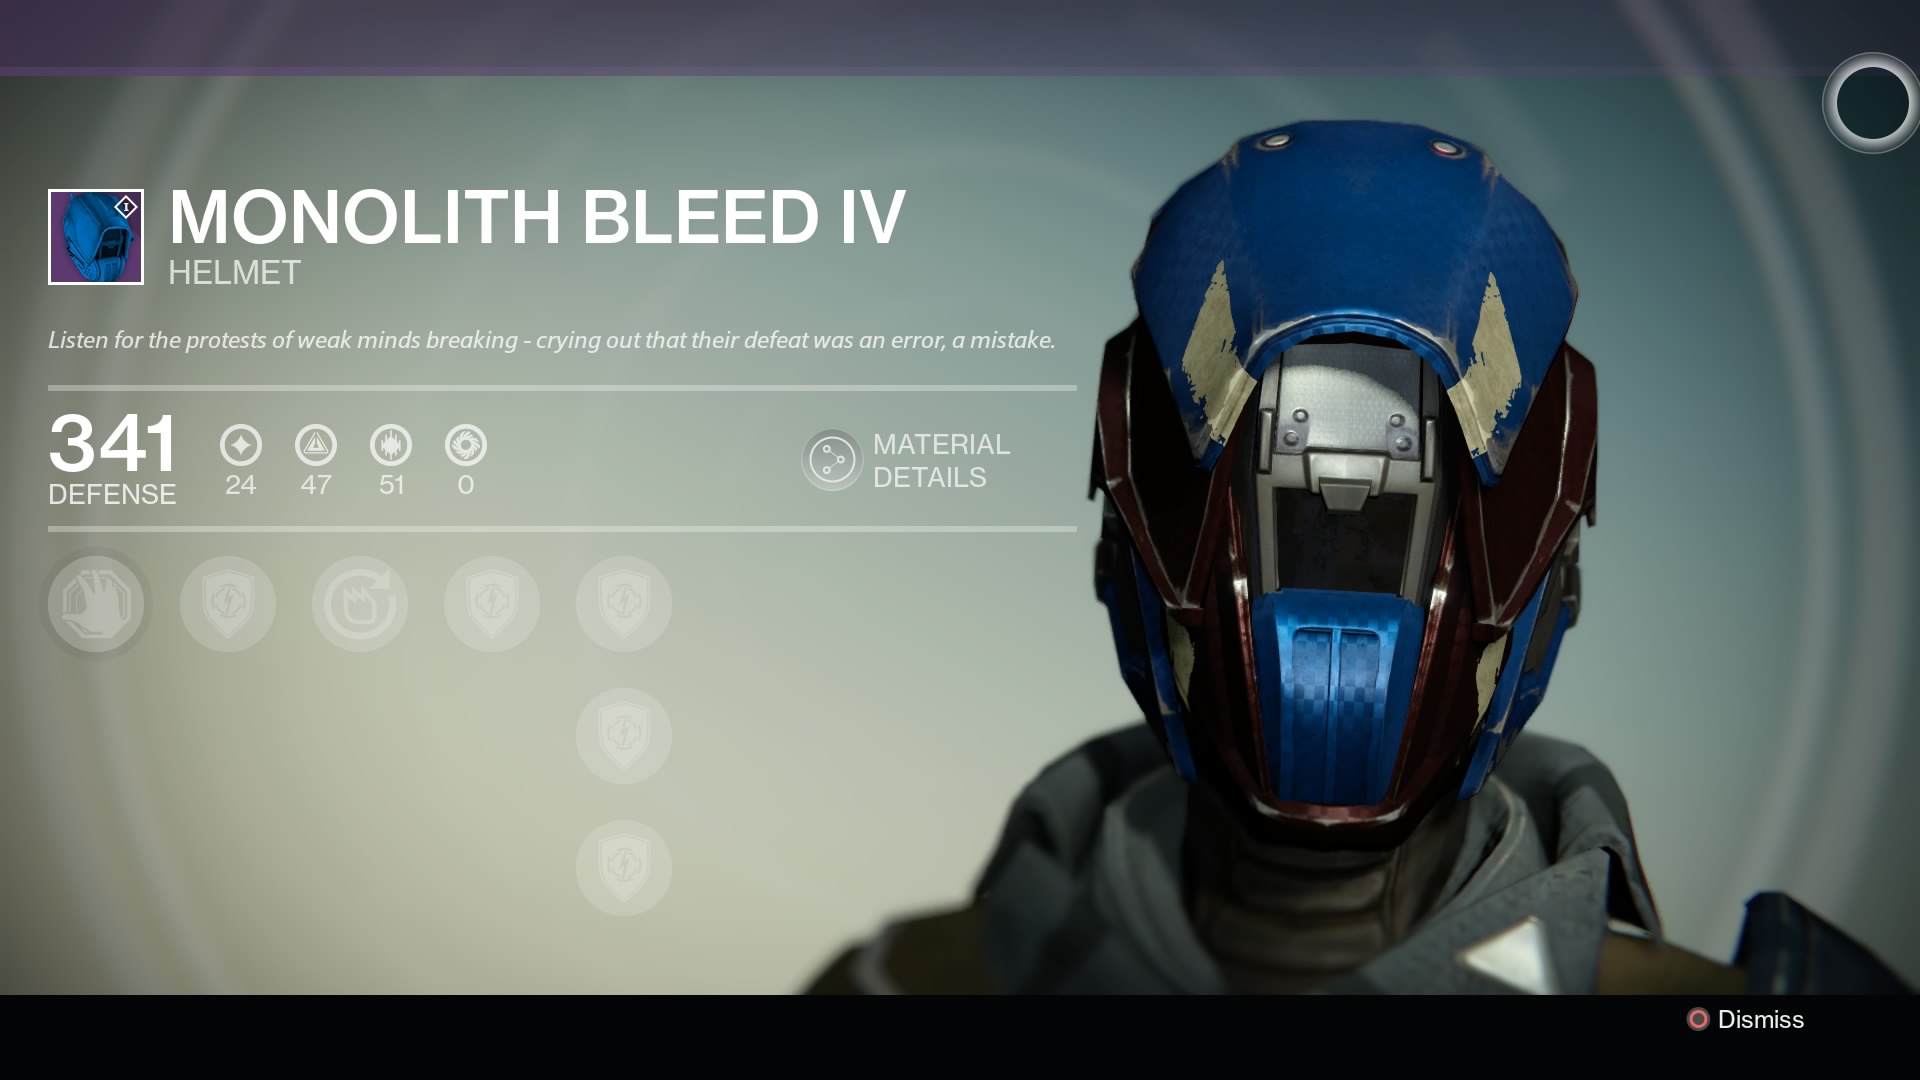 MONOLITH BLEED IV
HELMET
Listen for the protests of weak minds breaking - crying out that their defeat was an error, a mistake.
341
DEFENSE
24 47 51 0
MATERIAL
DETAILS
Dismiss